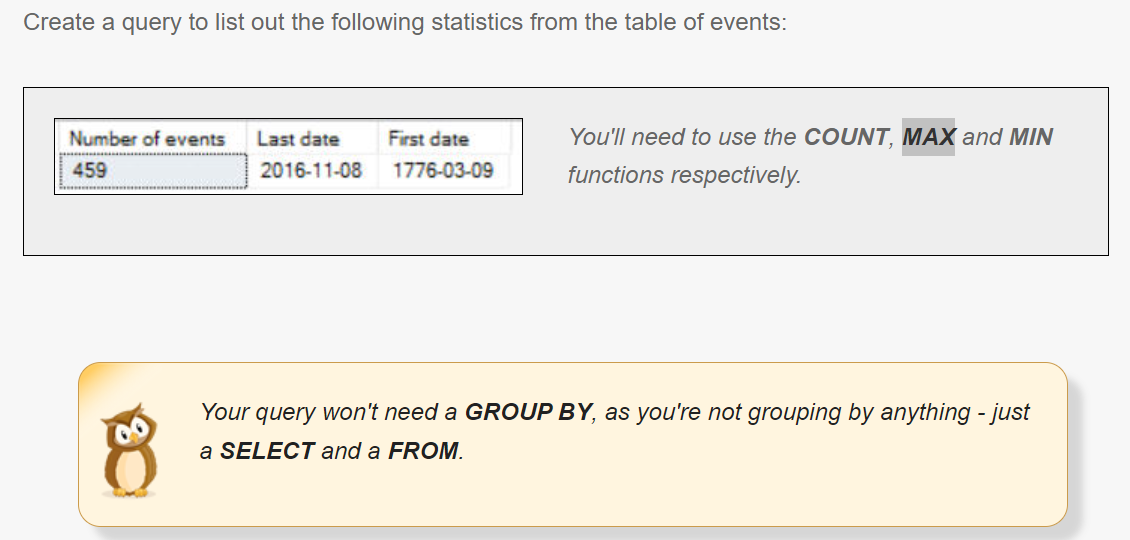 Create a query to list out the following statistics from the table of events:
Number of events Last date First date
459 2016-11-08 1776-03-09
You'll need to use the COUNT, MAX and MIN
functions respectively.
Your query won't need a GROUP BY, as you're not grouping by anything - just
a SELECT and a FROM.